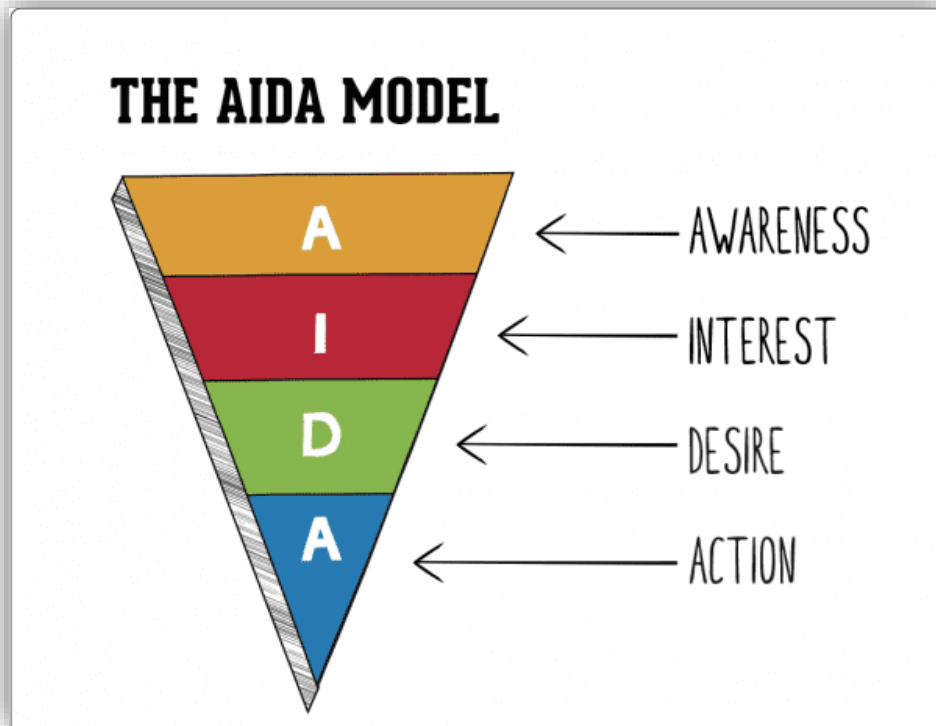 THE AIDA MODEL
A
AWARENESS
I
INTEREST
D
DESIRE
A
ACTION